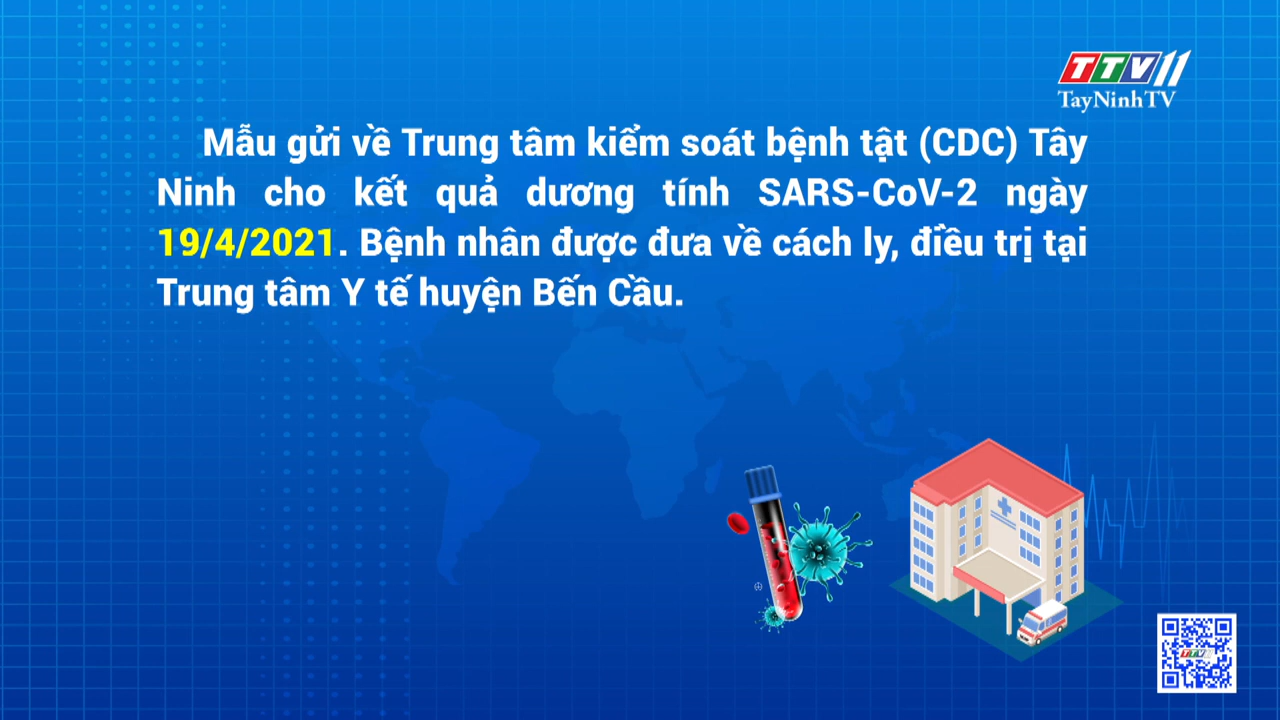 TTV11
TayNinhTV
Mẫu gửi về Trung tâm kiểm soát bệnh tật (CDC) Tây
Ninh cho kết quả dương tính SARS-CoV-2 ngày
19/4/2021. Bệnh nhân được đưa về cách ly, điều trị tại
Trung tâm Y tế huyện Bến Cầu.
TTV11